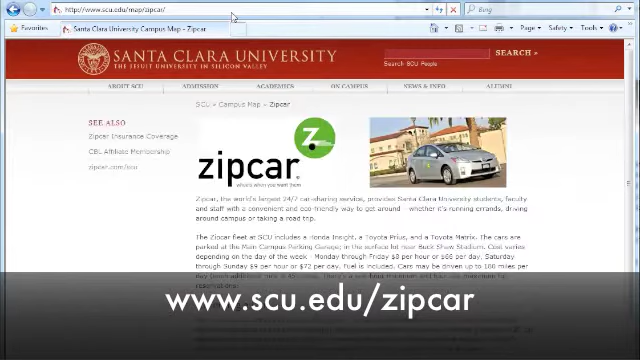 http://www.scu.edu/map/zipcar/
Bing
Favorites
Santa Clara University Campus Map - Zipcar
Page
Safety
Tools
SANTA CLARA UNIVERSITY
THE JESUIT UNIVERSITY IN SILICON VALLEY
SEARCH
Search SCU People
ABOUT SCU ADMISSION ACADEMICS ON CAMPUS NEWS & INFO ALUMNI
SCU > Campus Map > Zipcar
SEE ALSO
Zipcar Insurance Coverage
CBL Affiliate Membership
zipcar.com/scu
zipcar
wheels when you want them
Zipcar, the world's largest 24/7 car-sharing service, provides Santa Clara University students, faculty
and staff with a convenient and eco-friendly way to get around - whether it's running errands, driving
around campus or taking a road trip.
The Zipcar fleet at SCU includes a Honda Insight, a Toyota Prius, and a Toyota Matrix. The cars are
parked at the Main Campus Parking Garage; in the surface lot near Buck Shaw Stadium. Cost varies
depending on the day of the week - Monday through Friday $8 per hour or $66 per day, Saturday
through Sunday $9 per hour or $72 per day. Fuel is included. Cars may be driven up to 180 miles per
www.scu.edu/zipcar